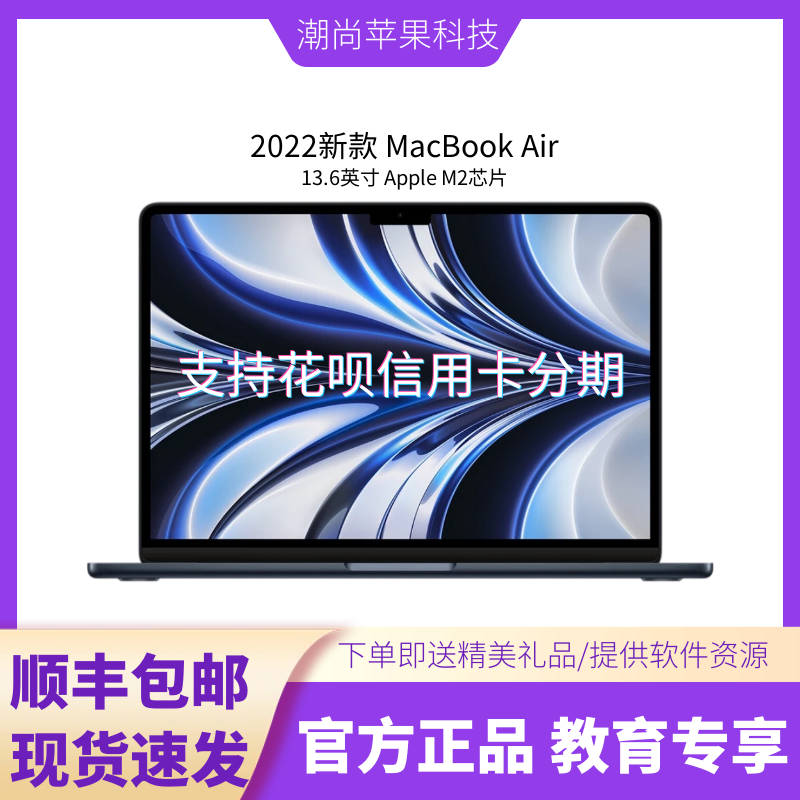 潮尚苹果科技
2022新款 MacBook Air
13.6英寸 Apple M2芯片
支持花呗信用卡分期
下单即送精美礼品/提供软件资源
顺丰包邮
现货速发
官方正品 教育专享